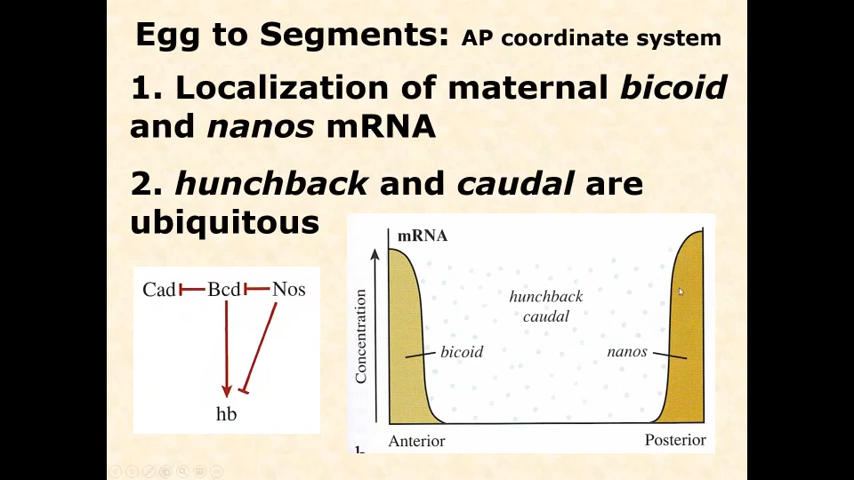 Egg to Segments: AP coordinate system
1. Localization of maternal bicoid
and nanos mRNA
2. hunchback and caudal are
ubiquitous
Cad Bcd Nos
hb
mRNA
Concentration
hunchback
caudal
bicoid
nanos
Anterior
Posterior